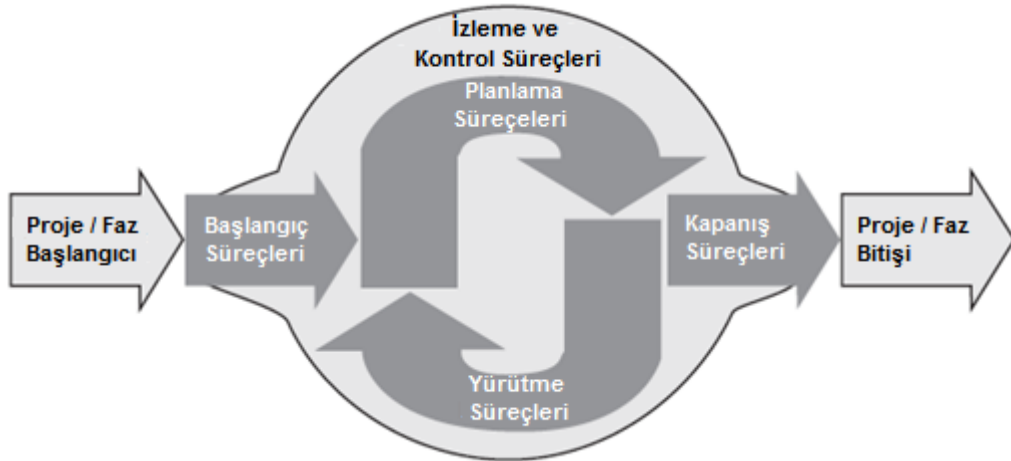 İzleme ve
Kontrol Süreçleri
Planlama
Süreçeleri
Proje / Faz
Başlangıcı
Başlangıç
Süreçleri
Kapanış
Süreçleri
Proje / Faz
Bitişi
Yürütme
Süreçleri